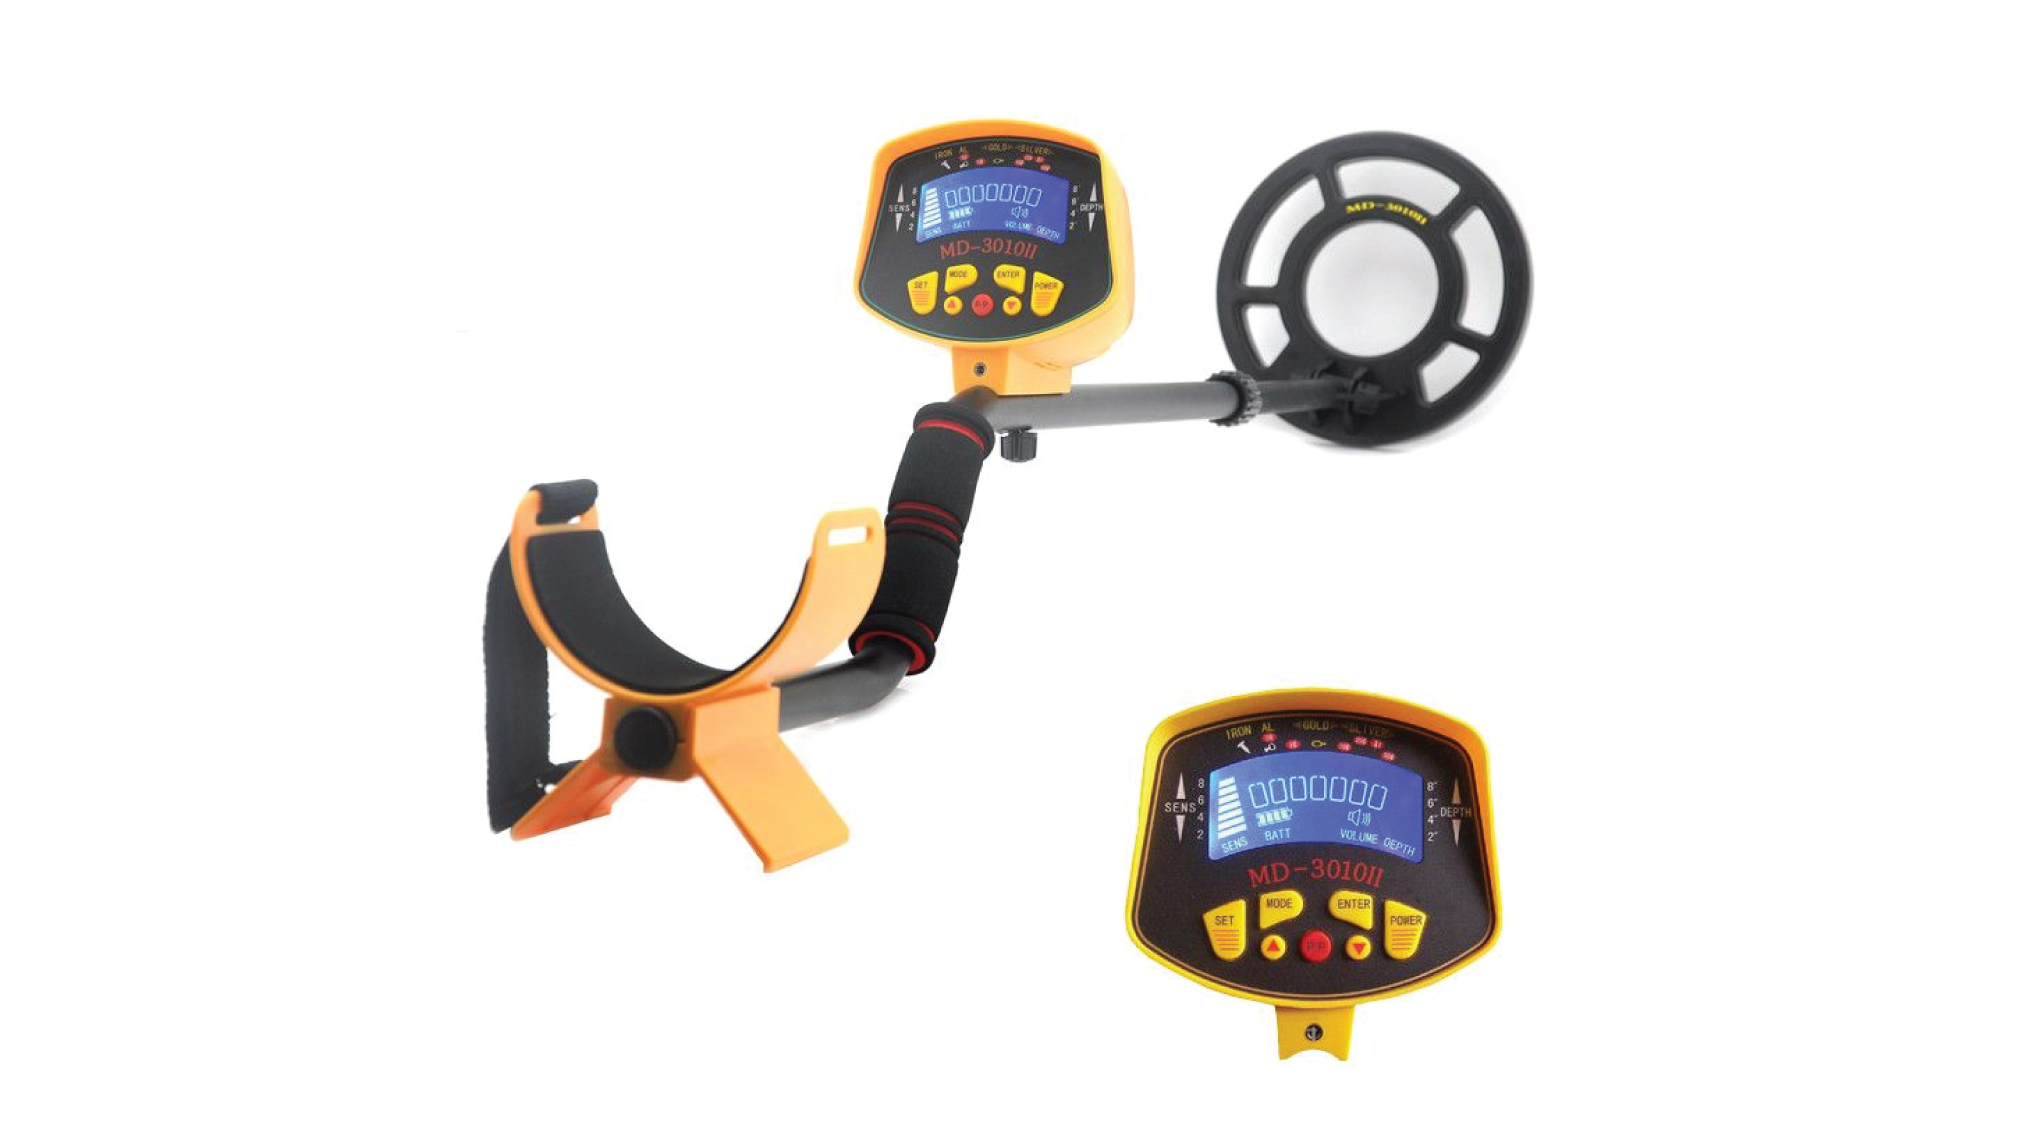 IRON AL <GOLD> <SILVER>
8 8"
6 6"
SENS DEPTH
4 4"
2 2"
SENS BATT VOLUME DEPTH
MD-3010II
SET MODE ENTER POWER
P/P
MD-3010II
IRON AL <GOLD> <SLIVER>
8 8"
6 6"
SENS DEPTH
4 4"
2 2"
SENS BATT VOLUME DEPTH
MD-3010II
SET MODE ENTER POWER
P/P